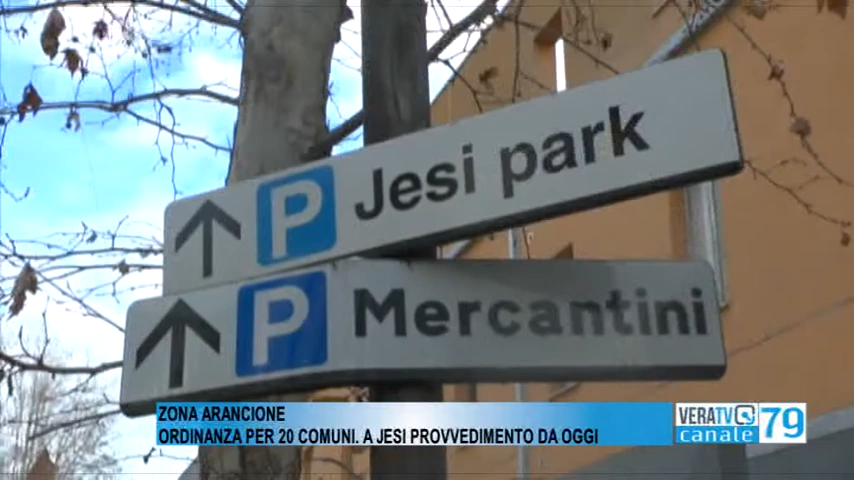 P Jesi park
P Mercantini
ZONA ARANCIONE
ORDINANZA PER 20 COMUNI. A JESI PROVVEDIMENTO DA OGGI
VERATV
canale 79